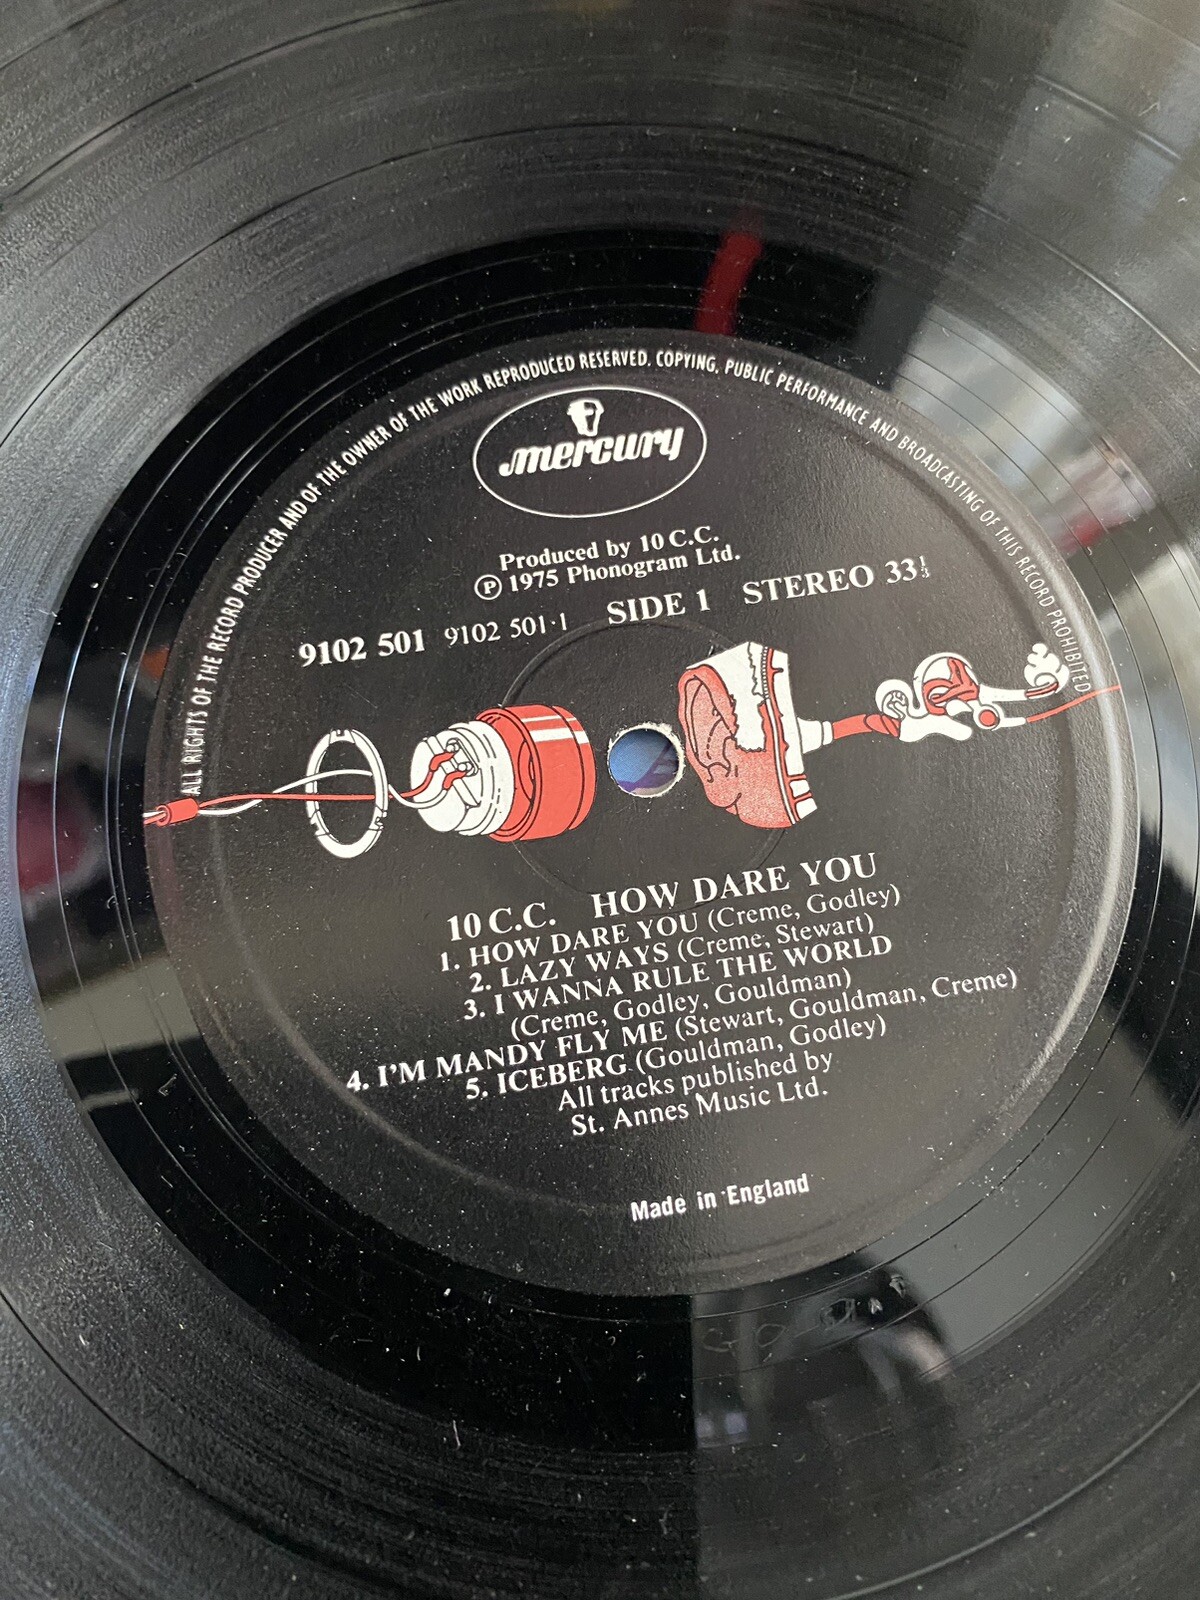 ALL RIGHTS OF THE RECORD PRODUCER AND OF THE OWNER OF THE WORK REPRODUCED RESERVED. COPYING, PUBLIC PERFORMANCE AND BROADCASTING OF THIS RECORD PROHIBITED
mercury
Produced by 10 C.C.
℗ 1975 Phonogram Ltd.
9102 501 9102 501·1 SIDE 1 STEREO 33⅓
10 C.C. HOW DARE YOU
1. HOW DARE YOU (Creme, Godley)
2. LAZY WAYS (Creme, Stewart)
3. I WANNA RULE THE WORLD
(Creme, Godley, Gouldman)
4. I'M MANDY FLY ME (Stewart, Gouldman, Creme)
5. ICEBERG (Gouldman, Godley)
All tracks published by
St. Annes Music Ltd.
Made in England